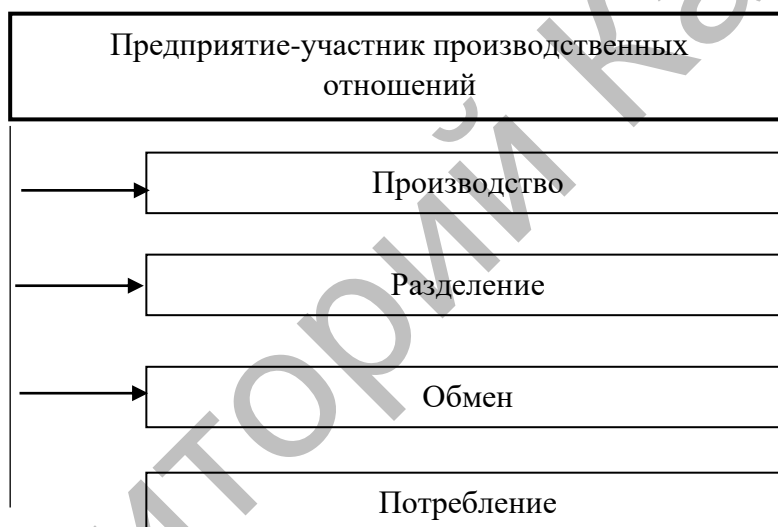 Предприятие-участник производственных
отношений
Производство
Разделение
Обмен
Потребление